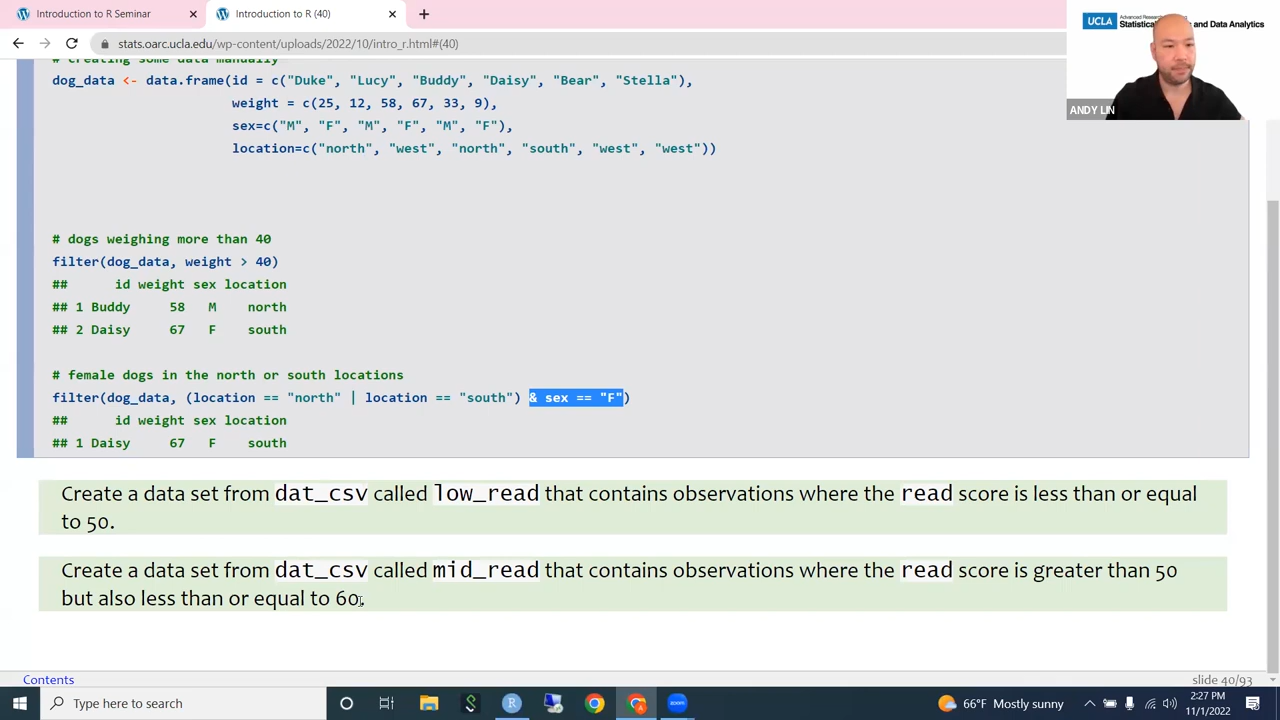 Introduction to R Seminar
Introduction to R (40)
stats.oarc.ucla.edu/wp-content/uploads/2022/10/intro_r.html#(40)
UCLA
Advanced Research
Statistical
and Data Analytics
ANDY LIN
# creating some data manually
dog_data <- data.frame(id = c("Duke", "Lucy", "Buddy", "Daisy", "Bear", "Stella"),
weight = c(25, 12, 58, 67, 33, 9),
sex=c("M", "F", "M", "F", "M", "F"),
location=c("north", "west", "north", "south", "west", "west"))
# dogs weighing more than 40
filter(dog_data, weight > 40)
## id weight sex location
## 1 Buddy 58 M north
## 2 Daisy 67 F south
# female dogs in the north or south locations
filter(dog_data, (location == "north" | location == "south") & sex == "F")
## id weight sex location
## 1 Daisy 67 F south
Create a data set from dat_csv called low_read that contains observations where the read score is less than or equal
to 50.
Create a data set from dat_csv called mid_read that contains observations where the read score is greater than 50
but also less than or equal to 60.
Contents
slide 40/93
Type here to search
zoom
66°F Mostly sunny
2:27 PM
11/1/2022